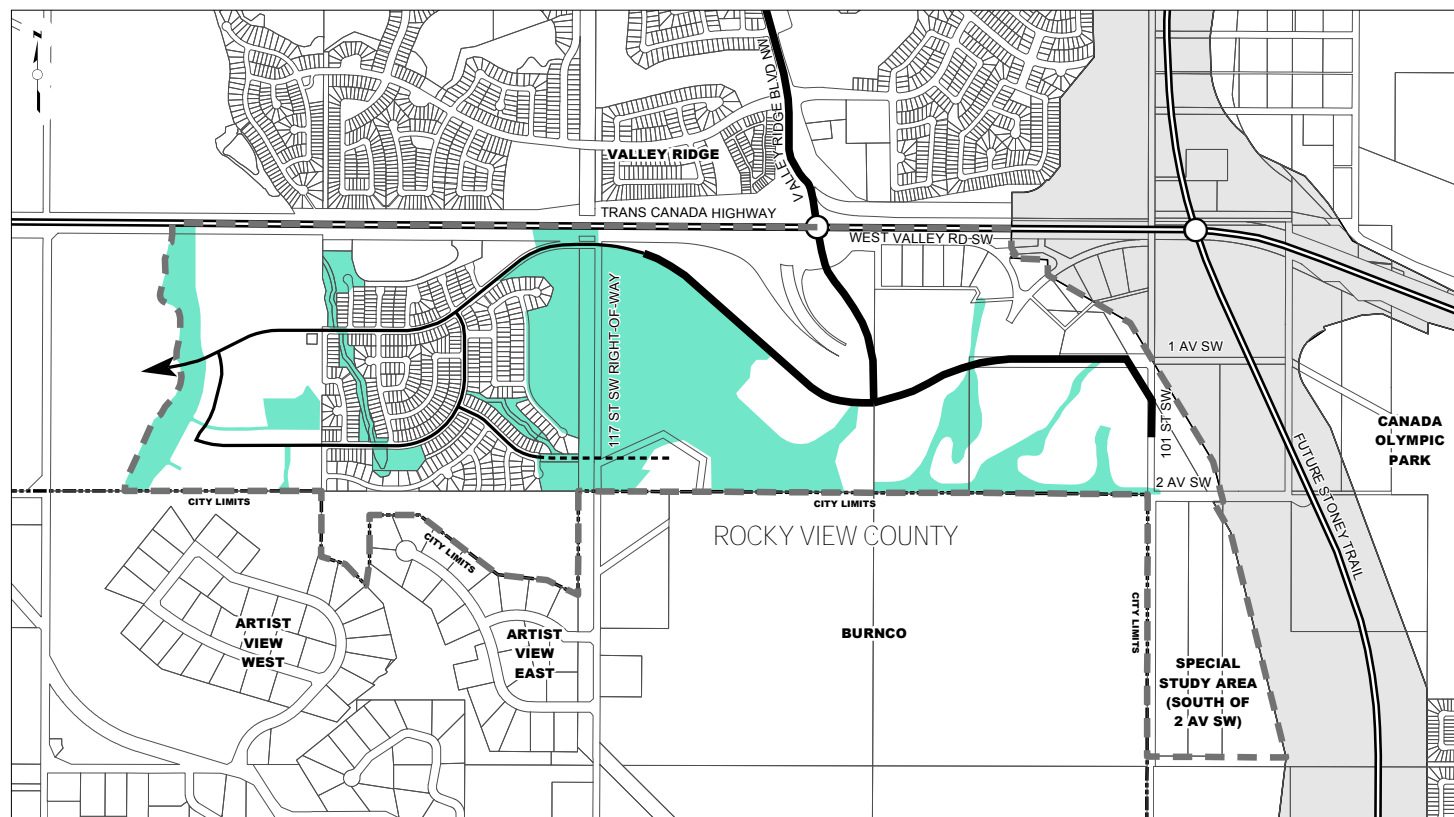 N
VALLEY RIDGE BLVD NW
VALLEY RIDGE
TRANS CANADA HIGHWAY
WEST VALLEY RD SW
117 ST SW RIGHT-OF-WAY
1 AV SW
101 ST SW
2 AV SW
CANADA
OLYMPIC
PARK
FUTURE STONEY TRAIL
CITY LIMITS
CITY LIMITS
CITY LIMITS
ROCKY VIEW COUNTY
CITY LIMITS
ARTIST
VIEW
WEST
ARTIST
VIEW
EAST
BURNCO
SPECIAL
STUDY AREA
(SOUTH OF
2 AV SW)